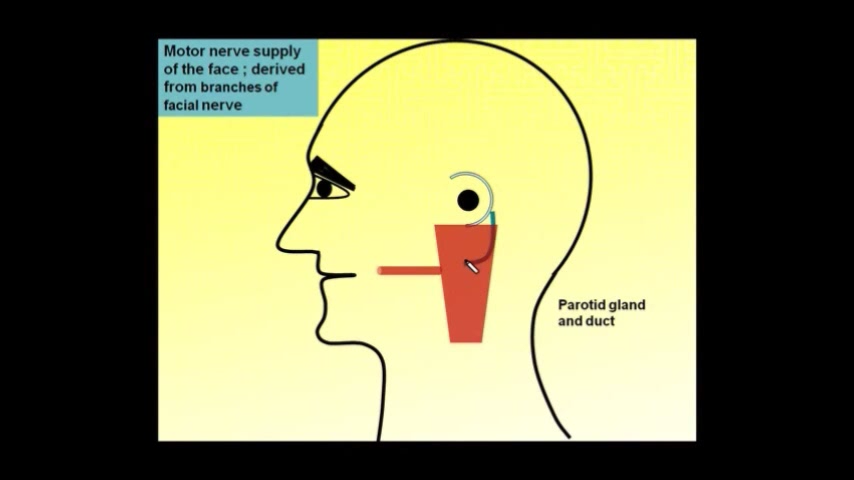 Motor nerve supply
of the face ; derived
from branches of
facial nerve
Parotid gland
and duct